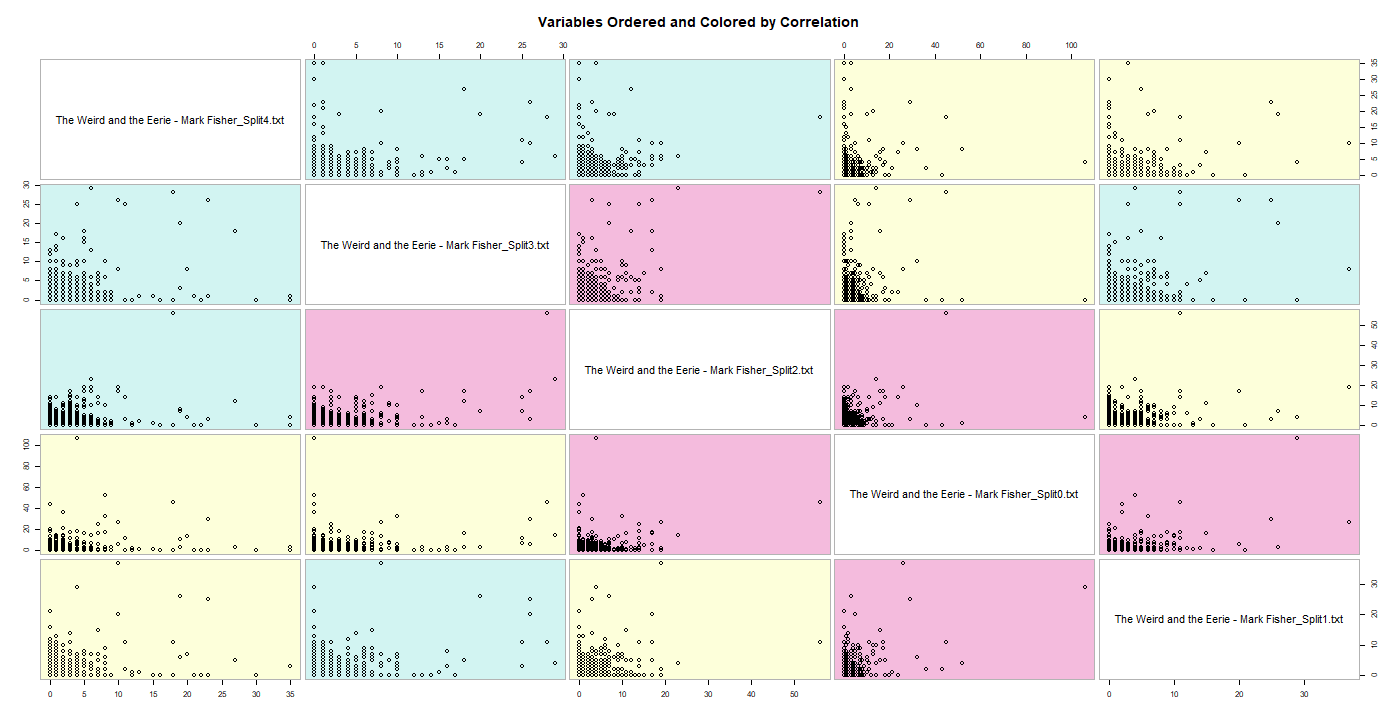 Variables Ordered and Colored by Correlation
0 5 10 15 20 25 30
0 20 40 60 80 100
The Weird and the Eerie - Mark Fisher_Split4.txt
0 5 10 15 20 25 30 35
0 5 10 15 20 25 30
The Weird and the Eerie - Mark Fisher_Split3.txt
The Weird and the Eerie - Mark Fisher_Split2.txt
0 10 20 30 40 50
0 20 40 60 80 100
The Weird and the Eerie - Mark Fisher_Split0.txt
The Weird and the Eerie - Mark Fisher_Split1.txt
0 10 20 30
0 5 10 15 20 25 30 35
0 10 20 30 40 50
0 10 20 30